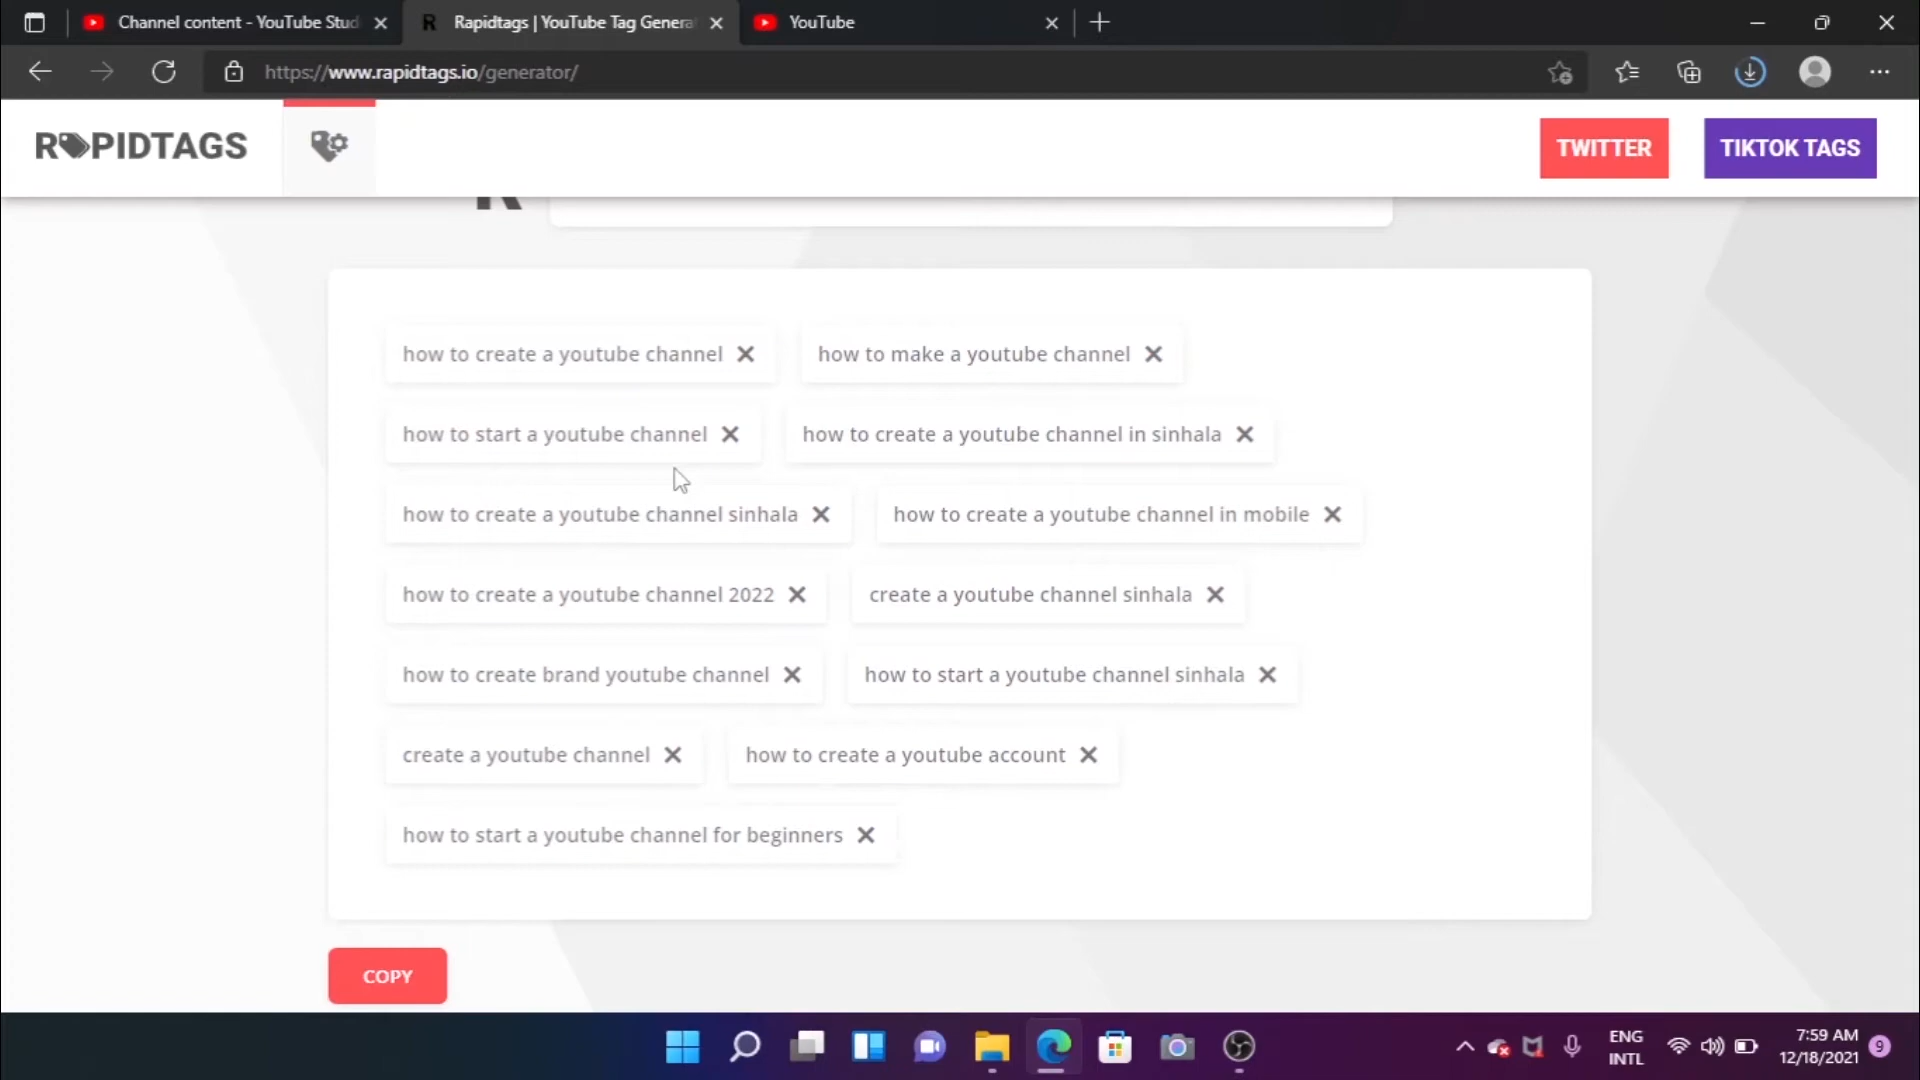 Channel content - YouTube Stud
Rapidtags | YouTube Tag Genera
YouTube
https://www.rapidtags.io/generator/
RAPIDTAGS
TWITTER
TIKTOK TAGS
how to create a youtube channel
how to make a youtube channel
how to start a youtube channel
how to create a youtube channel in sinhala
how to create a youtube channel sinhala
how to create a youtube channel in mobile
how to create a youtube channel 2022
create a youtube channel sinhala
how to create brand youtube channel
how to start a youtube channel sinhala
create a youtube channel
how to create a youtube account
how to start a youtube channel for beginners
COPY
ENG
INTL
7:59 AM
12/18/2021
9